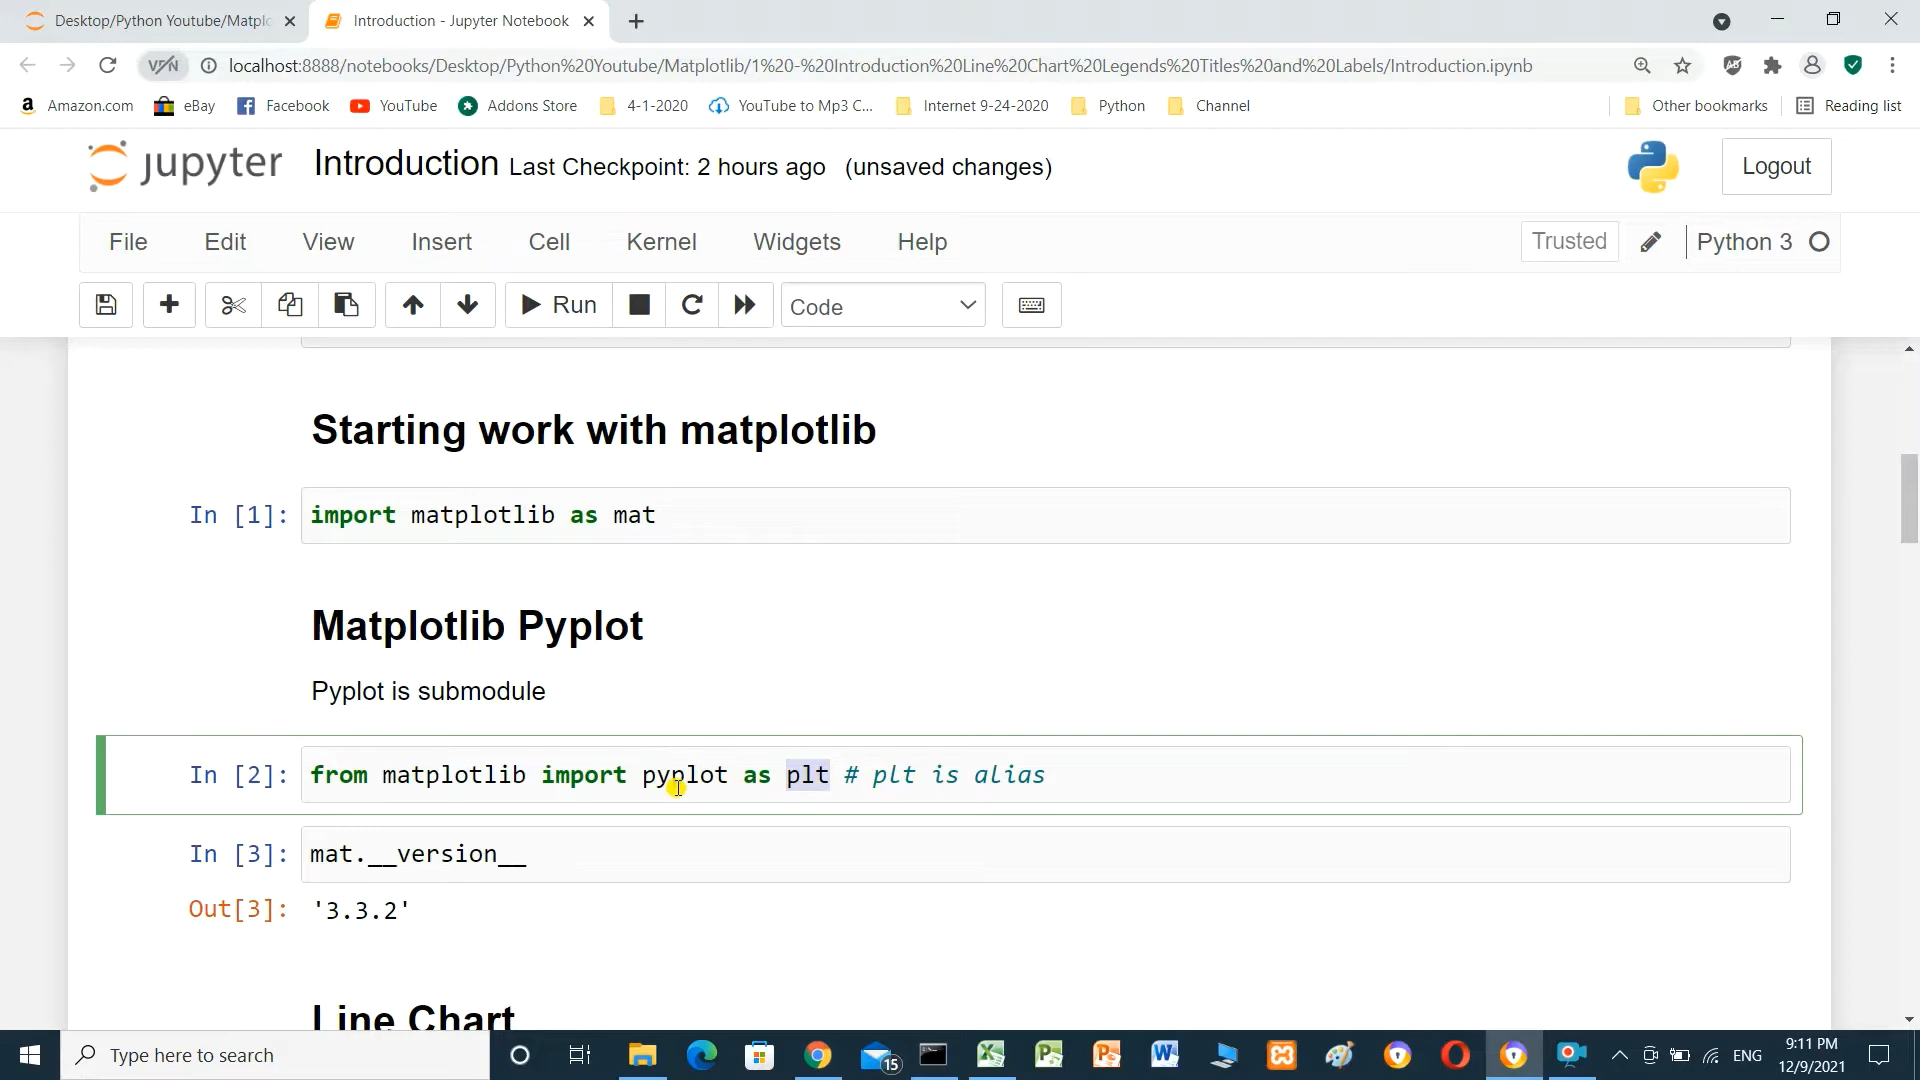 Desktop/Python Youtube/Matplo
Introduction - Jupyter Notebook
VPN
localhost:8888/notebooks/Desktop/Python%20Youtube/Matplotlib/1%20-%20Introduction%20Line%20Chart%20Legends%20Titles%20and%20Labels/Introduction.ipynb
Amazon.com
eBay
Facebook
YouTube
Addons Store
4-1-2020
YouTube to Mp3 C...
Internet 9-24-2020
Python
Channel
Other bookmarks
Reading list
jupyter Introduction Last Checkpoint: 2 hours ago (unsaved changes)
Logout
File Edit View Insert Cell Kernel Widgets Help
Trusted
Python 3
Run
Code
Starting work with matplotlib
In [1]: import matplotlib as mat
Matplotlib Pyplot
Pyplot is submodule
In [2]: from matplotlib import pyplot as plt # plt is alias
In [3]: mat.__version__
Out[3]: '3.3.2'
Line Chart
Type here to search
15
ENG
9:11 PM
12/9/2021